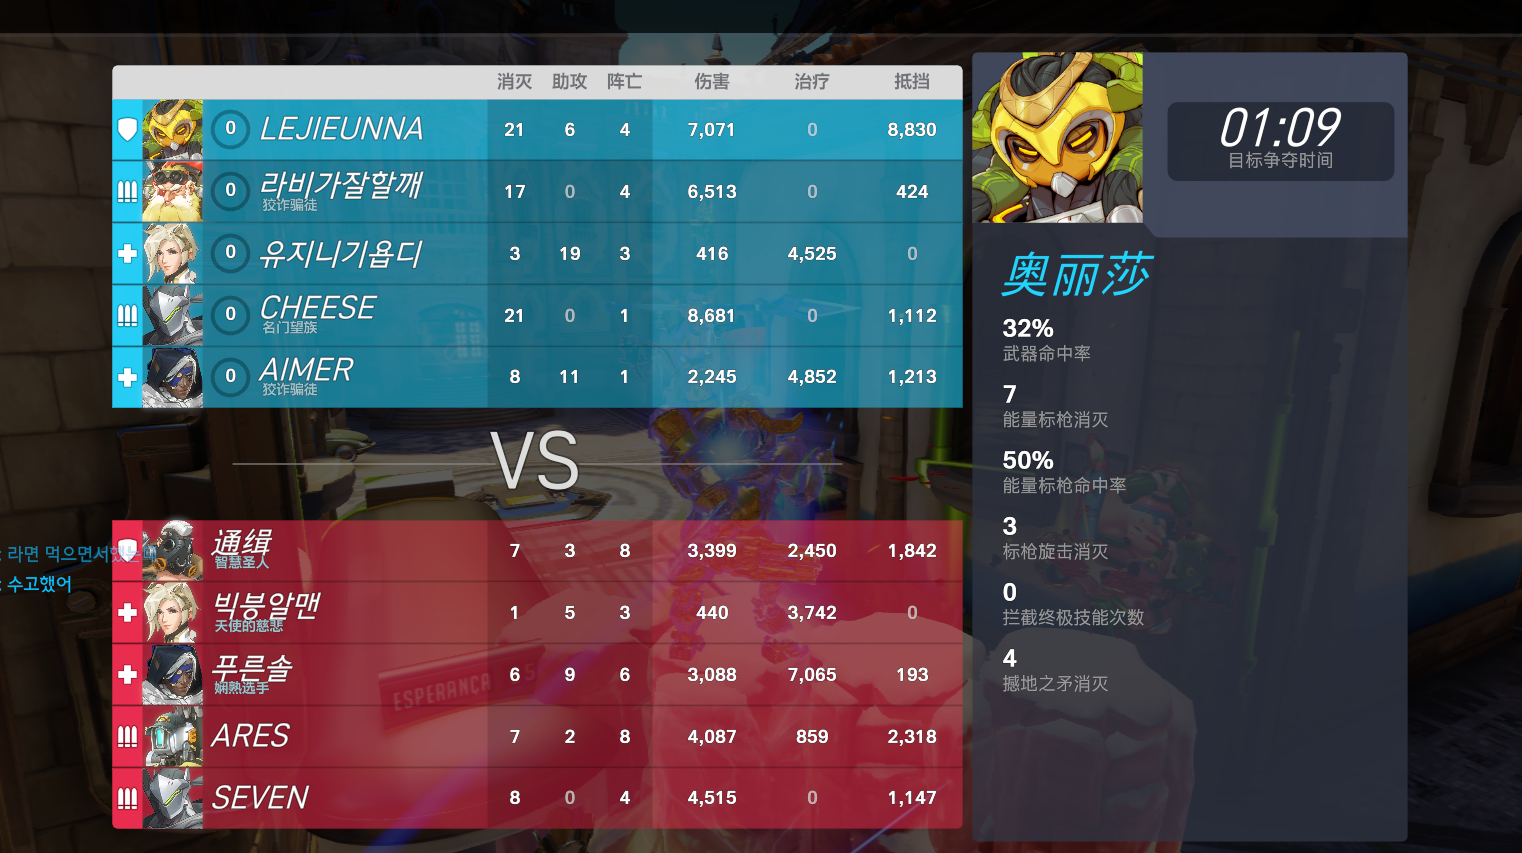 消灭 助攻 阵亡 伤害 治疗 抵挡
0 LEJIEUNNA 21 6 4 7,071 0 8,830
0 라비가잘할깨 17 0 4 6,513 0 424
狡诈骗徒
0 유지니기욥디 3 19 3 416 4,525 0
0 CHEESE 21 0 1 8,681 0 1,112
名门望族
0 AIMER 8 11 1 2,245 4,852 1,213
狡诈骗徒
VS
通缉 7 3 8 3,399 2,450 1,842
智慧圣人
빅붕알맨 1 5 3 440 3,742 0
天使的慈悲
푸른솔 6 9 6 3,088 7,065 193
娴熟选手
ARES 7 2 8 4,087 859 2,318
SEVEN 8 0 4 4,515 0 1,147
: 라면 먹으면서했는데
: 수고했어
ESPERANÇA
01:09
目标争夺时间
奥丽莎
32%
武器命中率
7
能量标枪消灭
50%
能量标枪命中率
3
标枪旋击消灭
0
拦截终极技能次数
4
撼地之矛消灭